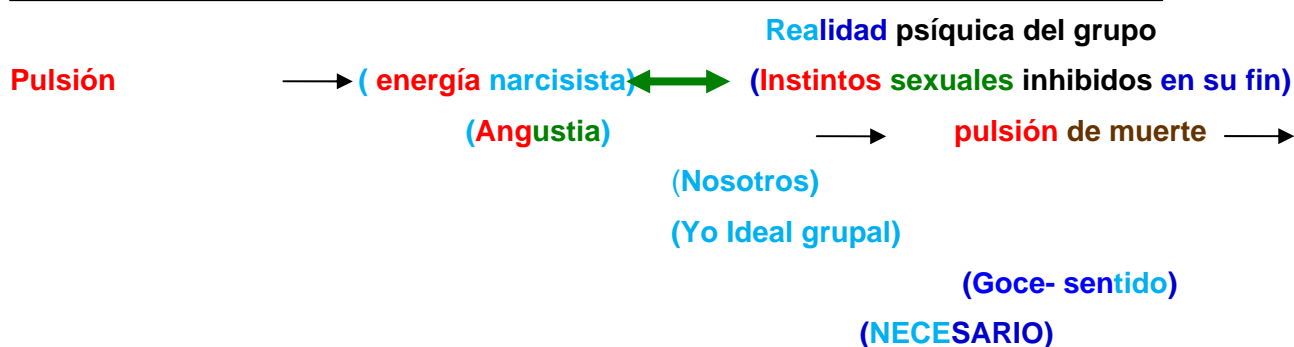 Realidad psíquica del grupo
Pulsión ( energía narcisista) (Instintos sexuales inhibidos en su fin)
(Angustia) pulsión de muerte
(Nosotros)
(Yo Ideal grupal)
(Goce- sentido)
(NECESARIO)